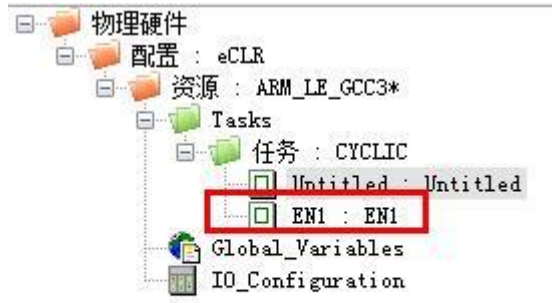 物理硬件
配置 : eCLR
资源 : ARM_LE_GCC3*
Tasks
任务 : CYCLIC
Untitled : Untitled
EN1 : EN1
Global_Variables
IO_Configuration